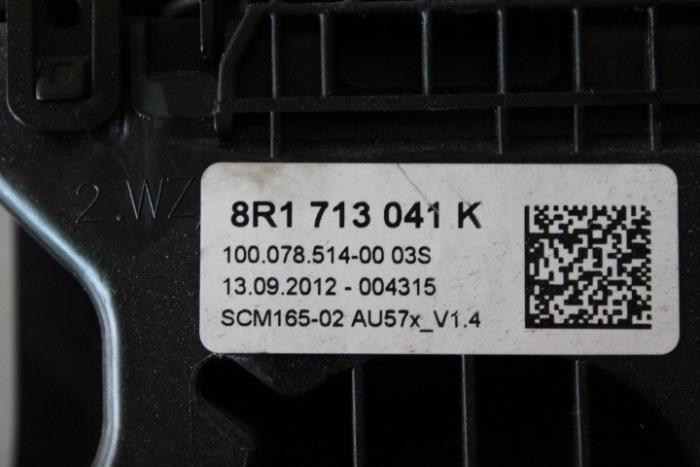 2.WZ
8R1 713 041 K
100.078.514-00 03S
13.09.2012 - 004315
SCM165-02 AU57x_V1.4